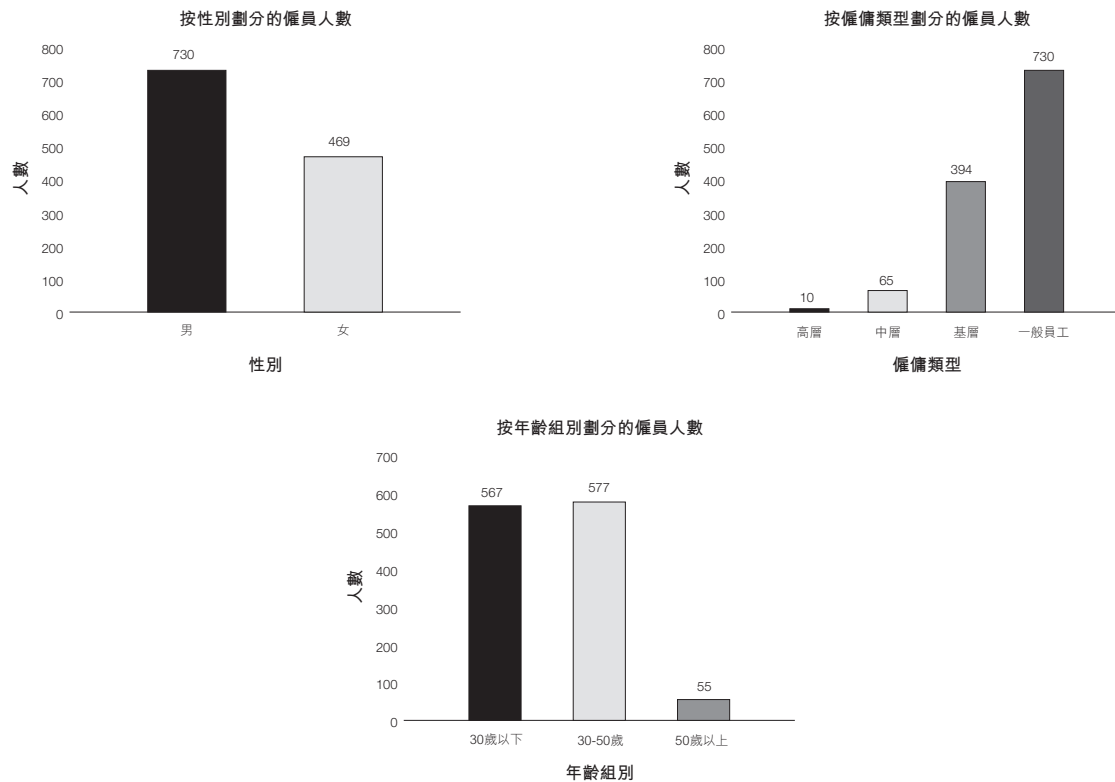 按性別劃分的僱員人數
800
700
600
500
400
300
200
100
0
人數
730
469
男
女
性別
按僱傭類型劃分的僱員人數
800
700
600
500
400
300
200
100
0
人數
10
65
394
730
高層
中層
基層
一般員工
僱傭類型
按年齡組別劃分的僱員人數
700
600
500
400
300
200
100
0
人數
567
577
55
30歲以下
30-50歲
50歲以上
年齡組別